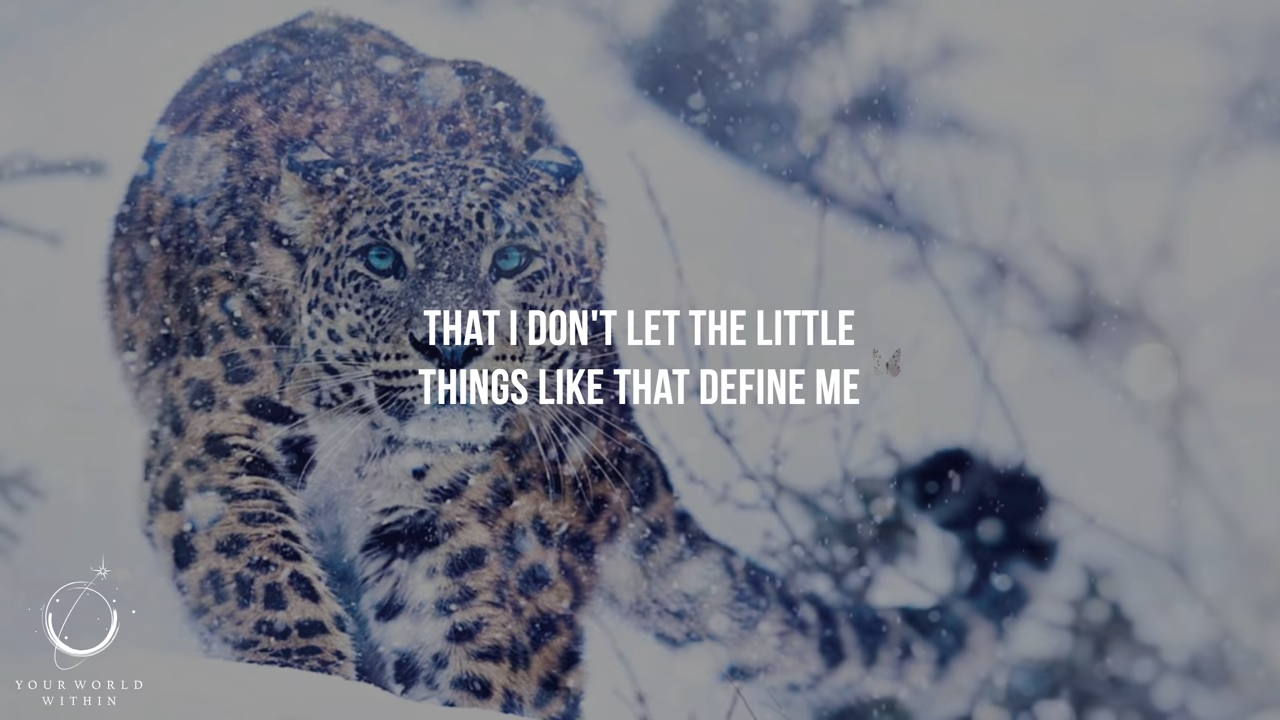 THAT I DON'T LET THE LITTLE
THINGS LIKE THAT DEFINE ME
YOUR WORLD
WITHIN